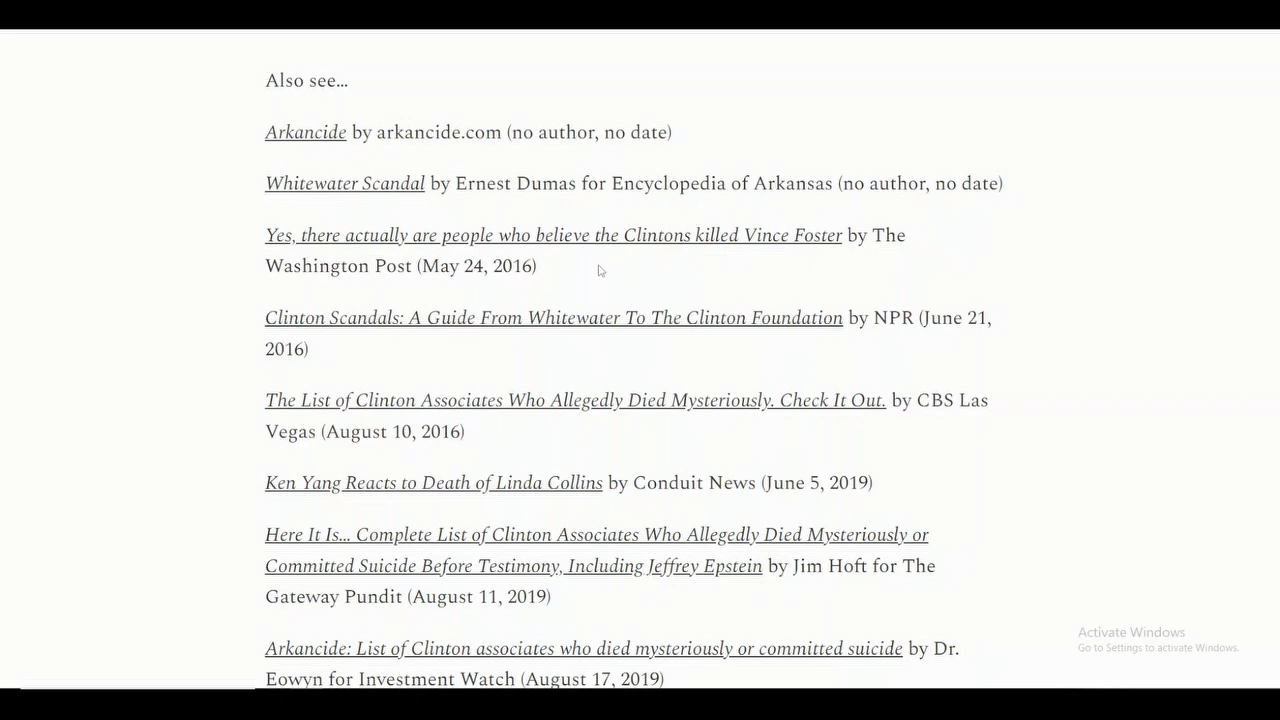 Also see...
Arkancide by arkancide.com (no author, no date)
Whitewater Scandal by Ernest Dumas for Encyclopedia of Arkansas (no author, no date)
Yes, there actually are people who believe the Clintons killed Vince Foster by The
Washington Post (May 24, 2016)
Clinton Scandals: A Guide From Whitewater To The Clinton Foundation by NPR (June 21,
2016)
The List of Clinton Associates Who Allegedly Died Mysteriously. Check It Out. by CBS Las
Vegas (August 10, 2016)
Ken Yang Reacts to Death of Linda Collins by Conduit News (June 5, 2019)
Here It Is... Complete List of Clinton Associates Who Allegedly Died Mysteriously or
Committed Suicide Before Testimony, Including Jeffrey Epstein by Jim Hoft for The
Gateway Pundit (August 11, 2019)
Arkancide: List of Clinton associates who died mysteriously or committed suicide by Dr.
Eowyn for Investment Watch (August 17, 2019)
Activate Windows
Go to Settings to activate Windows.